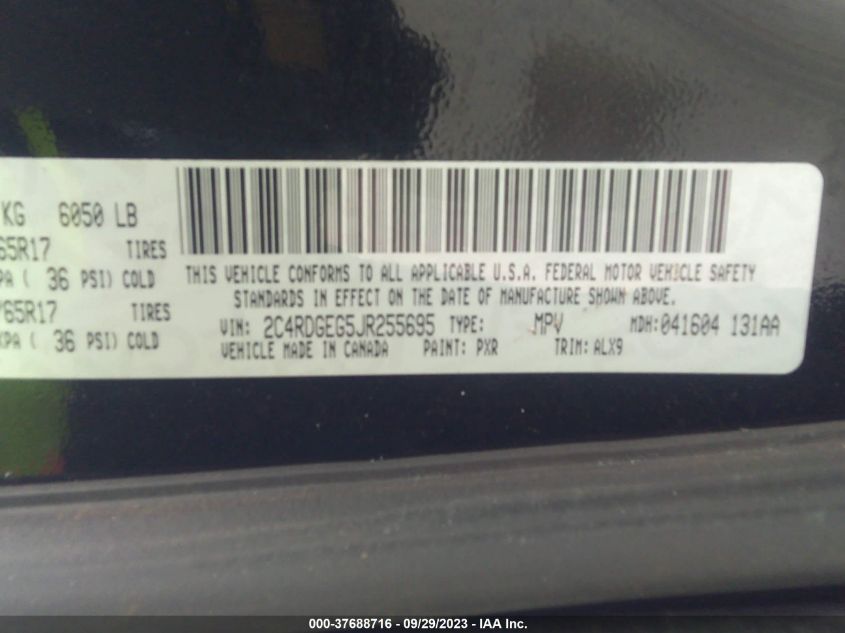 KG 6050 LB
65R17 TIRES
KPA ( 36 PSI) COLD
/65R17 TIRES
KPA ( 36 PSI) COLD
THIS VEHICLE CONFORMS TO ALL APPLICABLE U.S.A. FEDERAL MOTOR VEHICLE SAFETY
STANDARDS IN EFFECT ON THE DATE OF MANUFACTURE SHOWN ABOVE.
VIN: 2C4RDGEG5JR255695 TYPE: MPV MDH:041604 131AA
VEHICLE MADE IN CANADA PAINT: PXR TRIM: ALX9
000-37688716 - 09/29/2023 - IAA Inc.